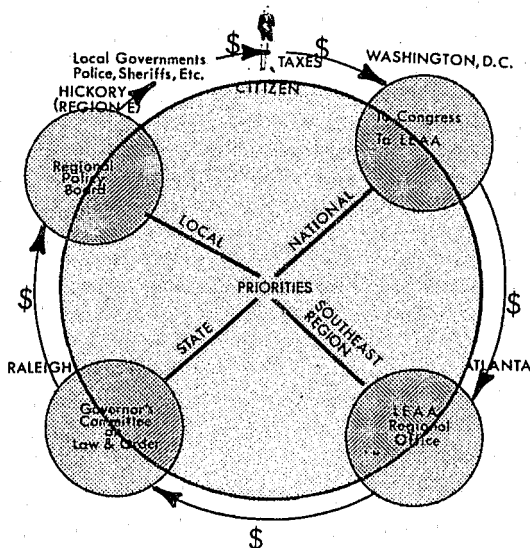 $
$
Local Governments
Police, Sheriffs, Etc.
TAXES
WASHINGTON, D.C.
HICKORY
(REGION E)
CITIZEN
To Congress
To LEAA
Regional
Policy
Board
LOCAL
NATIONAL
PRIORITIES
$
$
STATE
SOUTHEAST
REGION
RALEIGH
ATLANTA
Governor's
Committee
on
Law & Order
LEAA
Regional
Office
$